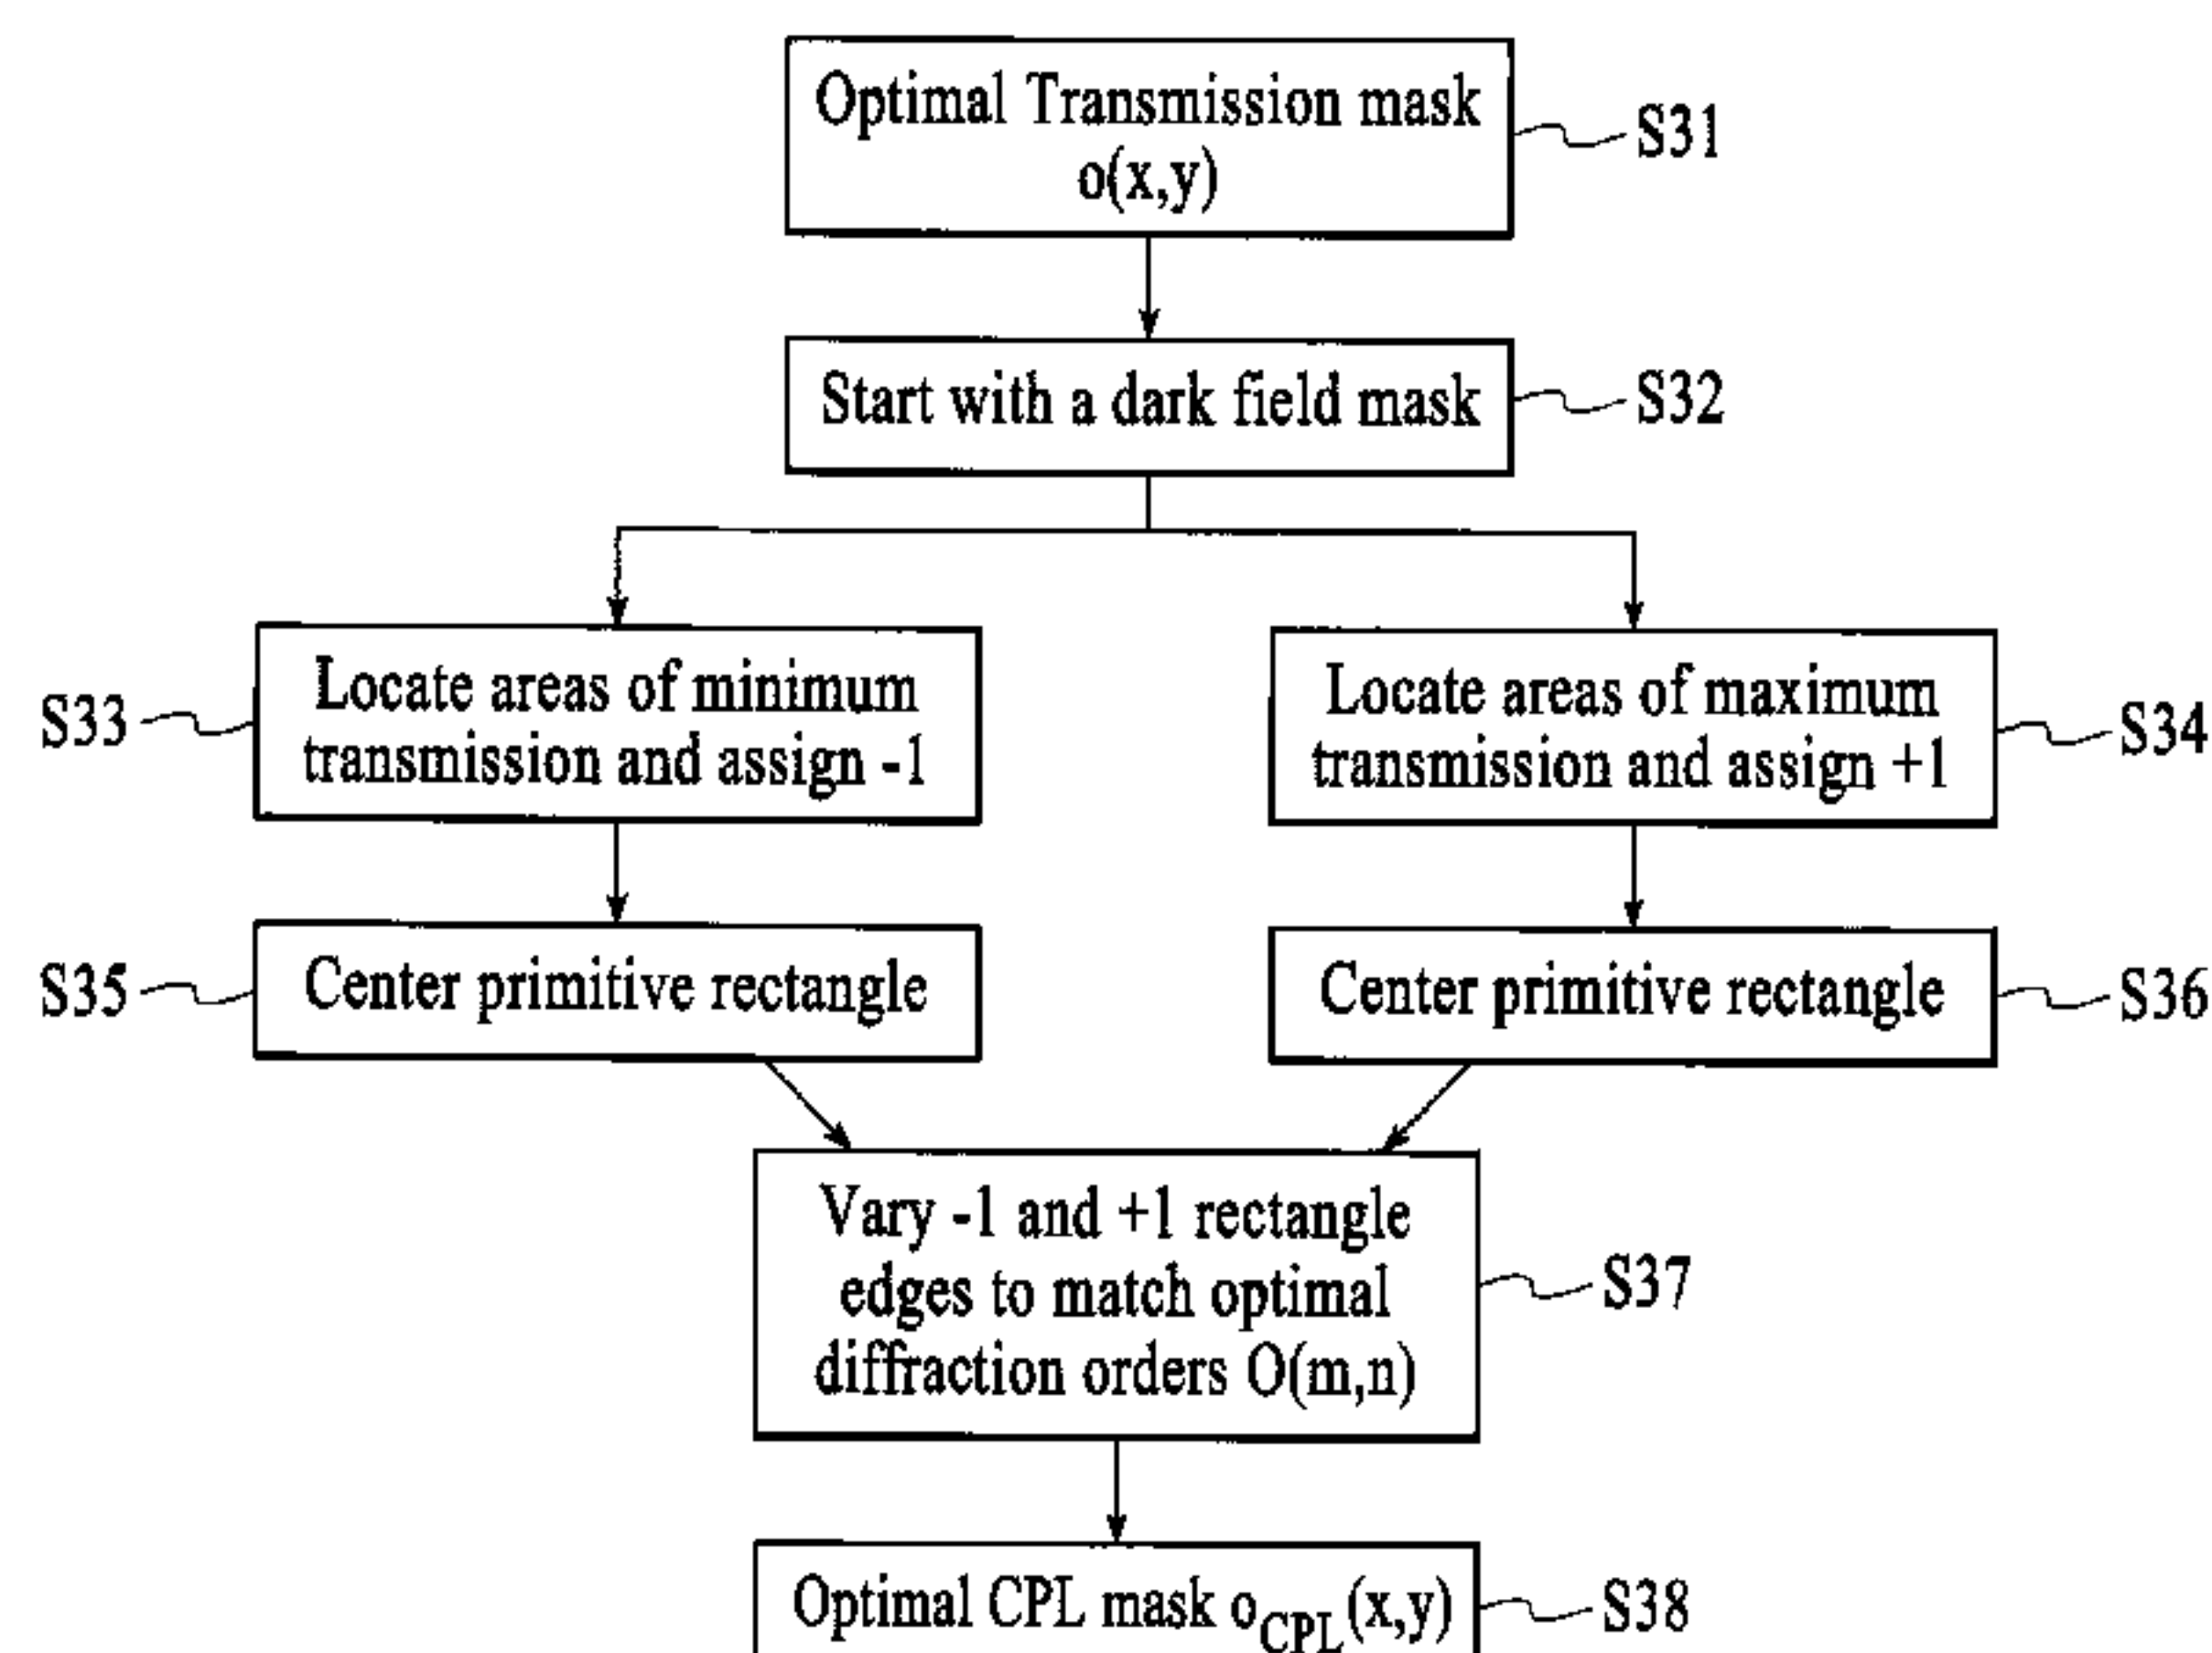 Optimal Transmission mask
o(x,y)
S31
Start with a dark field mask
S32
S33
Locate areas of minimum
transmission and assign -1
Locate areas of maximum
transmission and assign +1
S34
S35
Center primitive rectangle
Center primitive rectangle
S36
Vary -1 and +1 rectangle
edges to match optimal
diffraction orders O(m,n)
S37
Optimal CPL mask oCPL(x,y)
S38